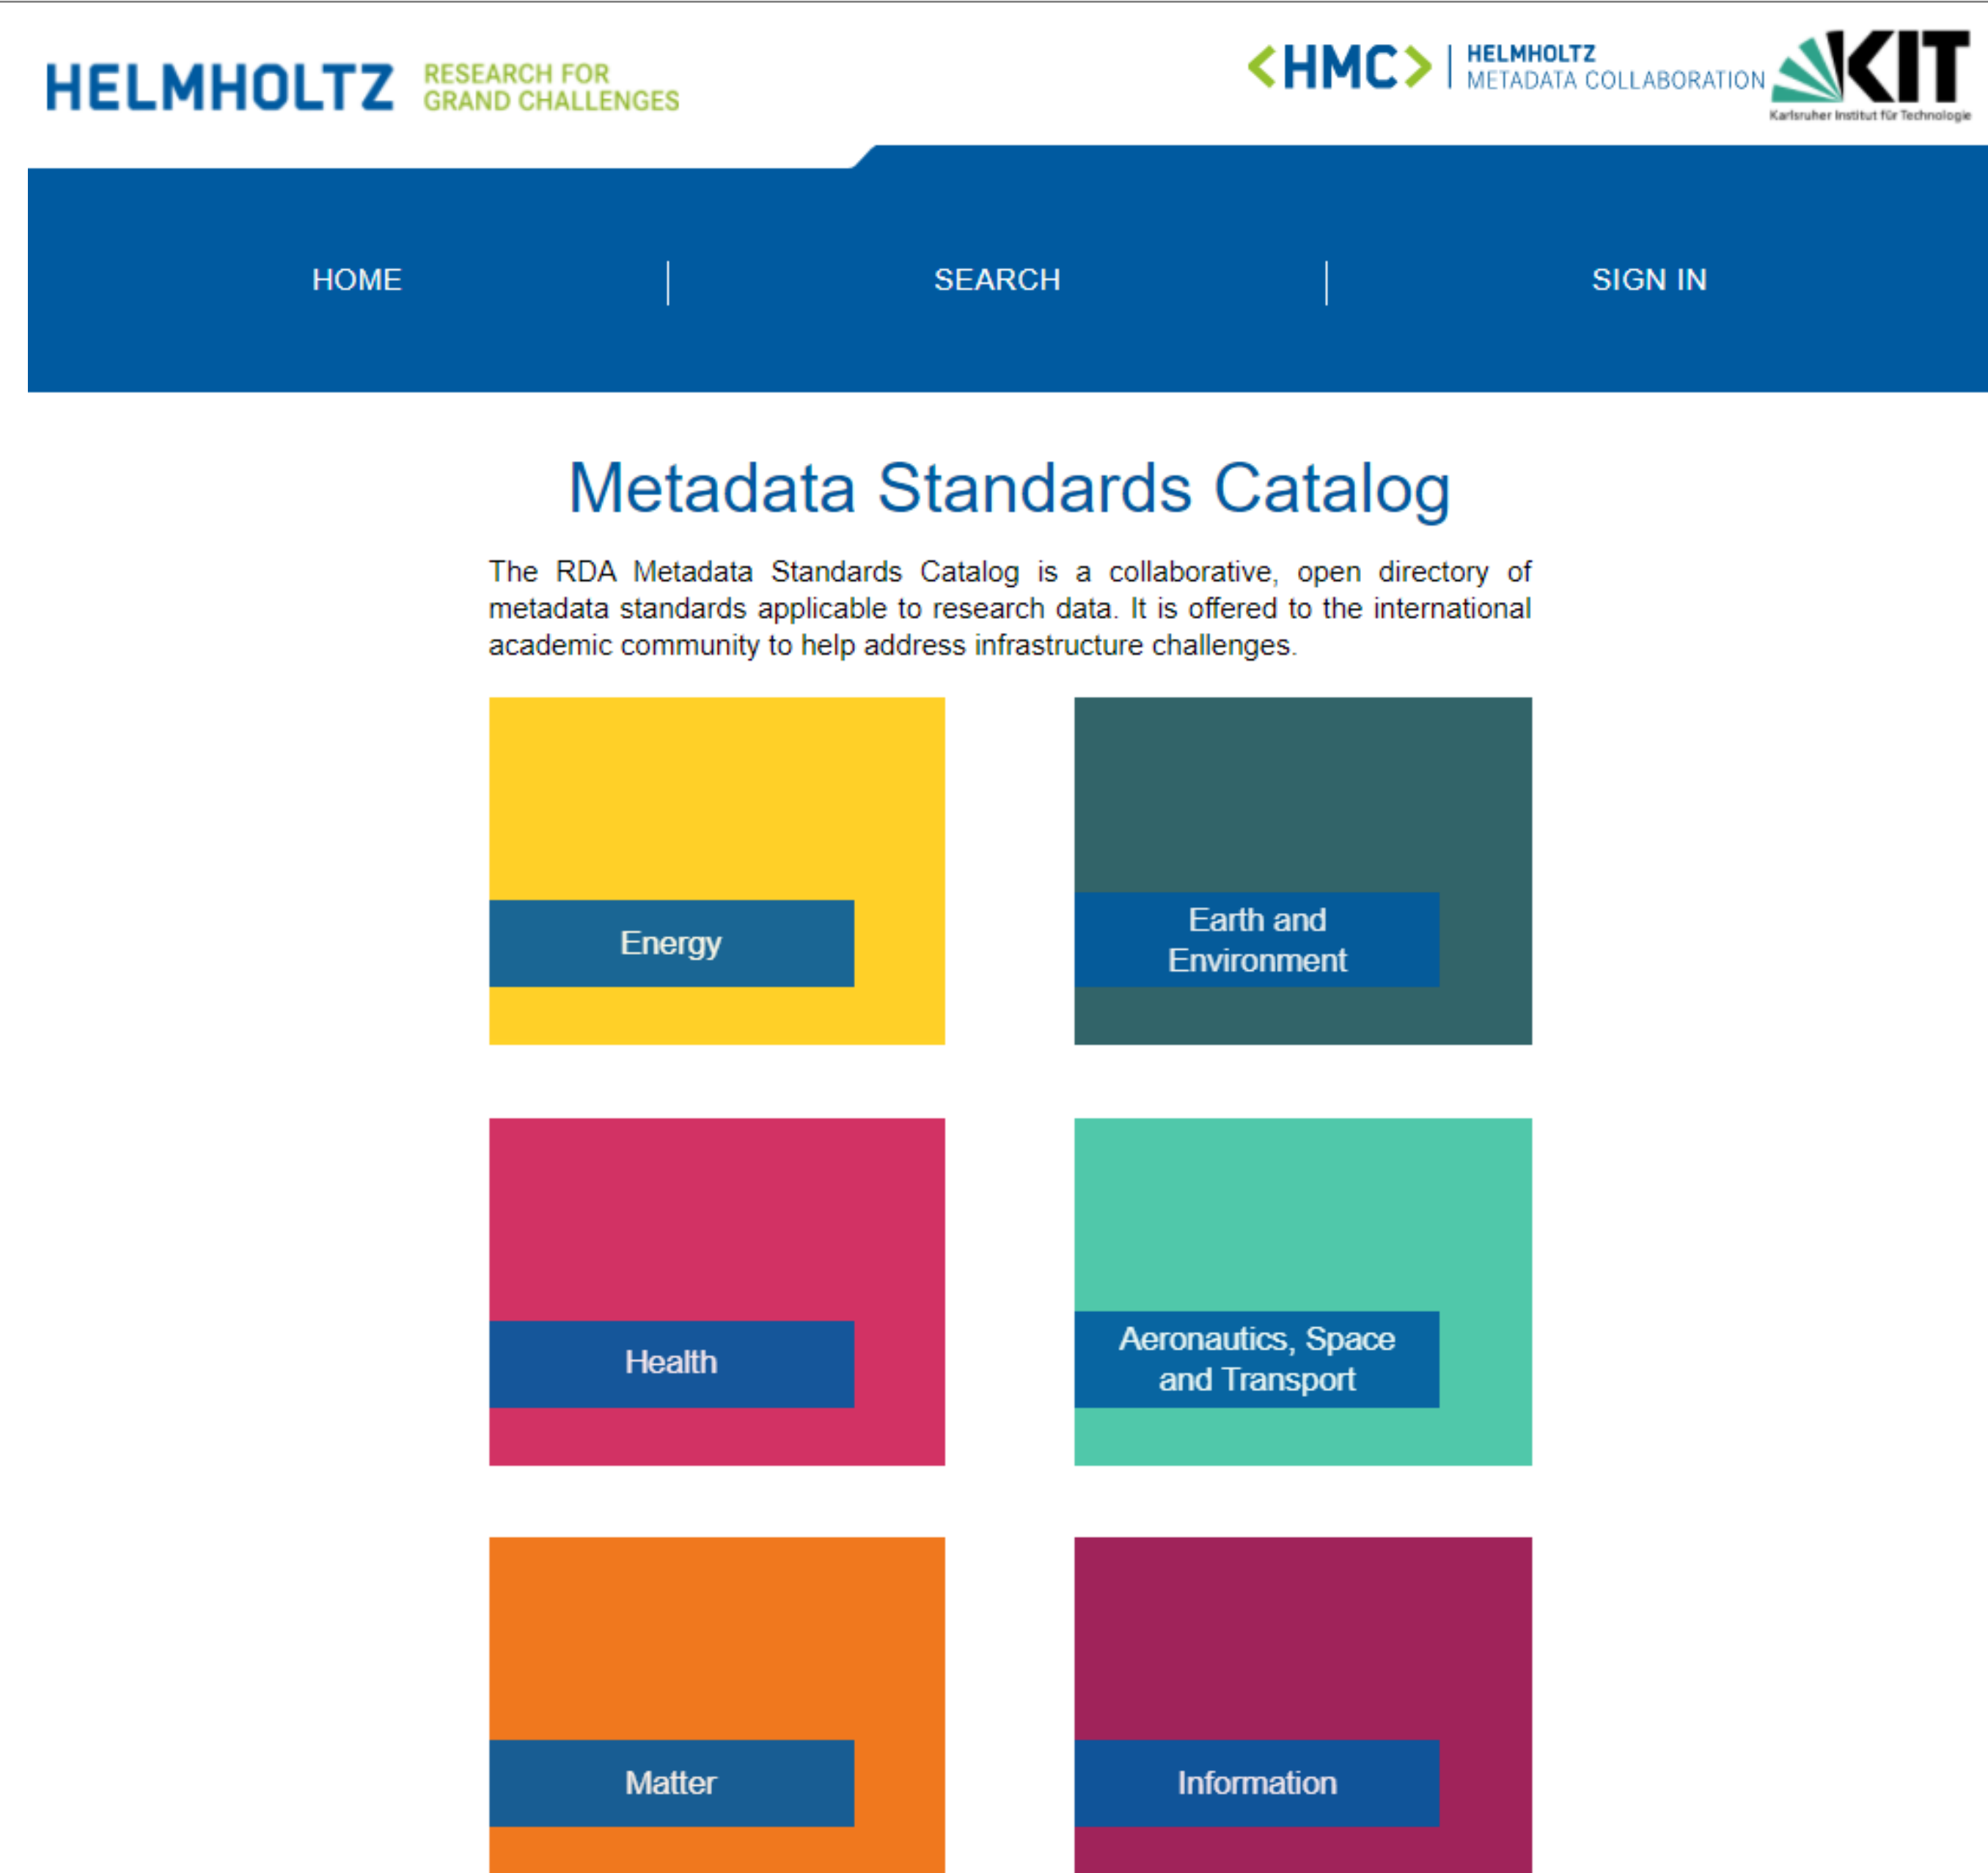 HELMHOLTZ
RESEARCH FOR
GRAND CHALLENGES
<HMC>
HELMHOLTZ
METADATA COLLABORATION
KIT
Karlsruher Institut für Technologie
HOME
SEARCH
SIGN IN
Metadata Standards Catalog
The RDA Metadata Standards Catalog is a collaborative, open directory of
metadata standards applicable to research data. It is offered to the international
academic community to help address infrastructure challenges.
Energy
Earth and
Environment
Health
Aeronautics, Space
and Transport
Matter
Information